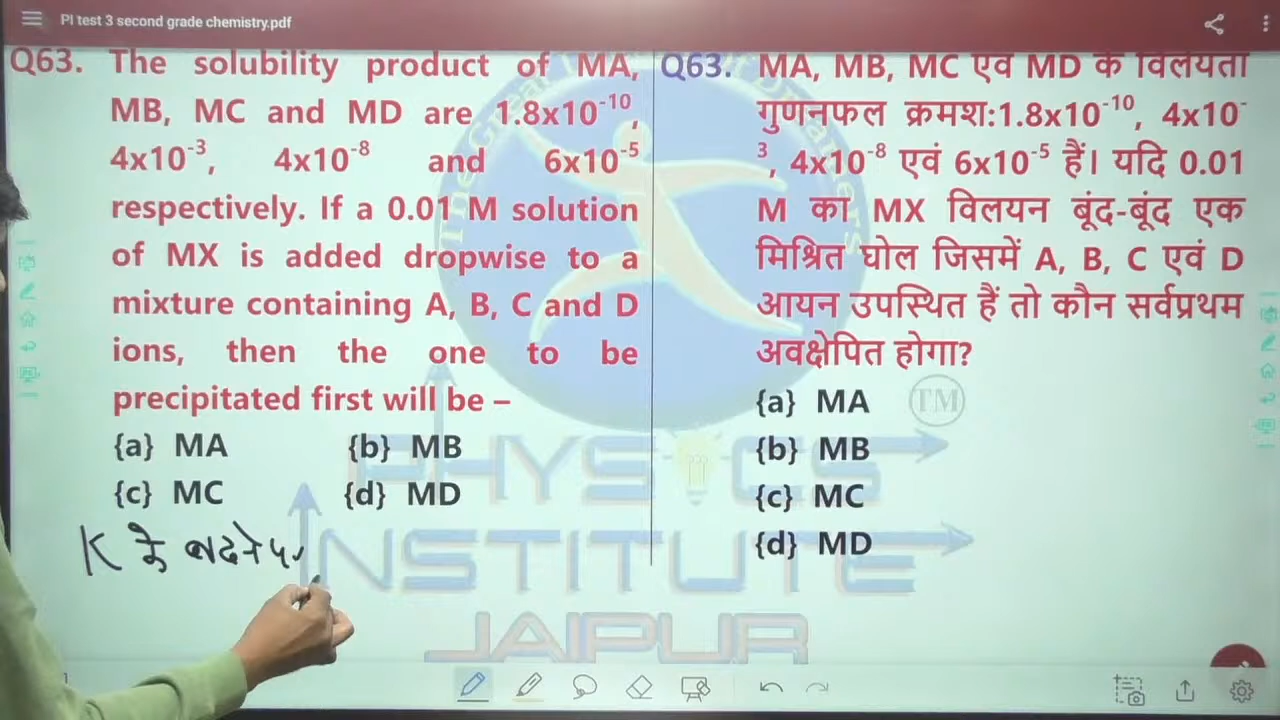 PI test 3 second grade chemistry.pdf
Q63. The solubility product of MA,
MB, MC and MD are 1.8x10⁻¹⁰,
4x10⁻³, 4x10⁻⁸ and 6x10⁻⁵
respectively. If a 0.01 M solution
of MX is added dropwise to a
mixture containing A, B, C and D
ions, then the one to be
precipitated first will be –
{a} MA {b} MB
{c} MC {d} MD
K के बढने पर
Q63. MA, MB, MC एवं MD के विलेयता
गुणनफल क्रमश:1.8x10⁻¹⁰, 4x10⁻
³, 4x10⁻⁸ एवं 6x10⁻⁵ हैं। यदि 0.01
M का MX विलयन बूंद-बूंद एक
मिश्रित घोल जिसमें A, B, C एवं D
आयन उपस्थित हैं तो कौन सर्वप्रथम
अवक्षेपित होगा?
{a} MA
{b} MB
{c} MC
{d} MD
TM
PHYSICS
INSTITUTE
JAIPUR